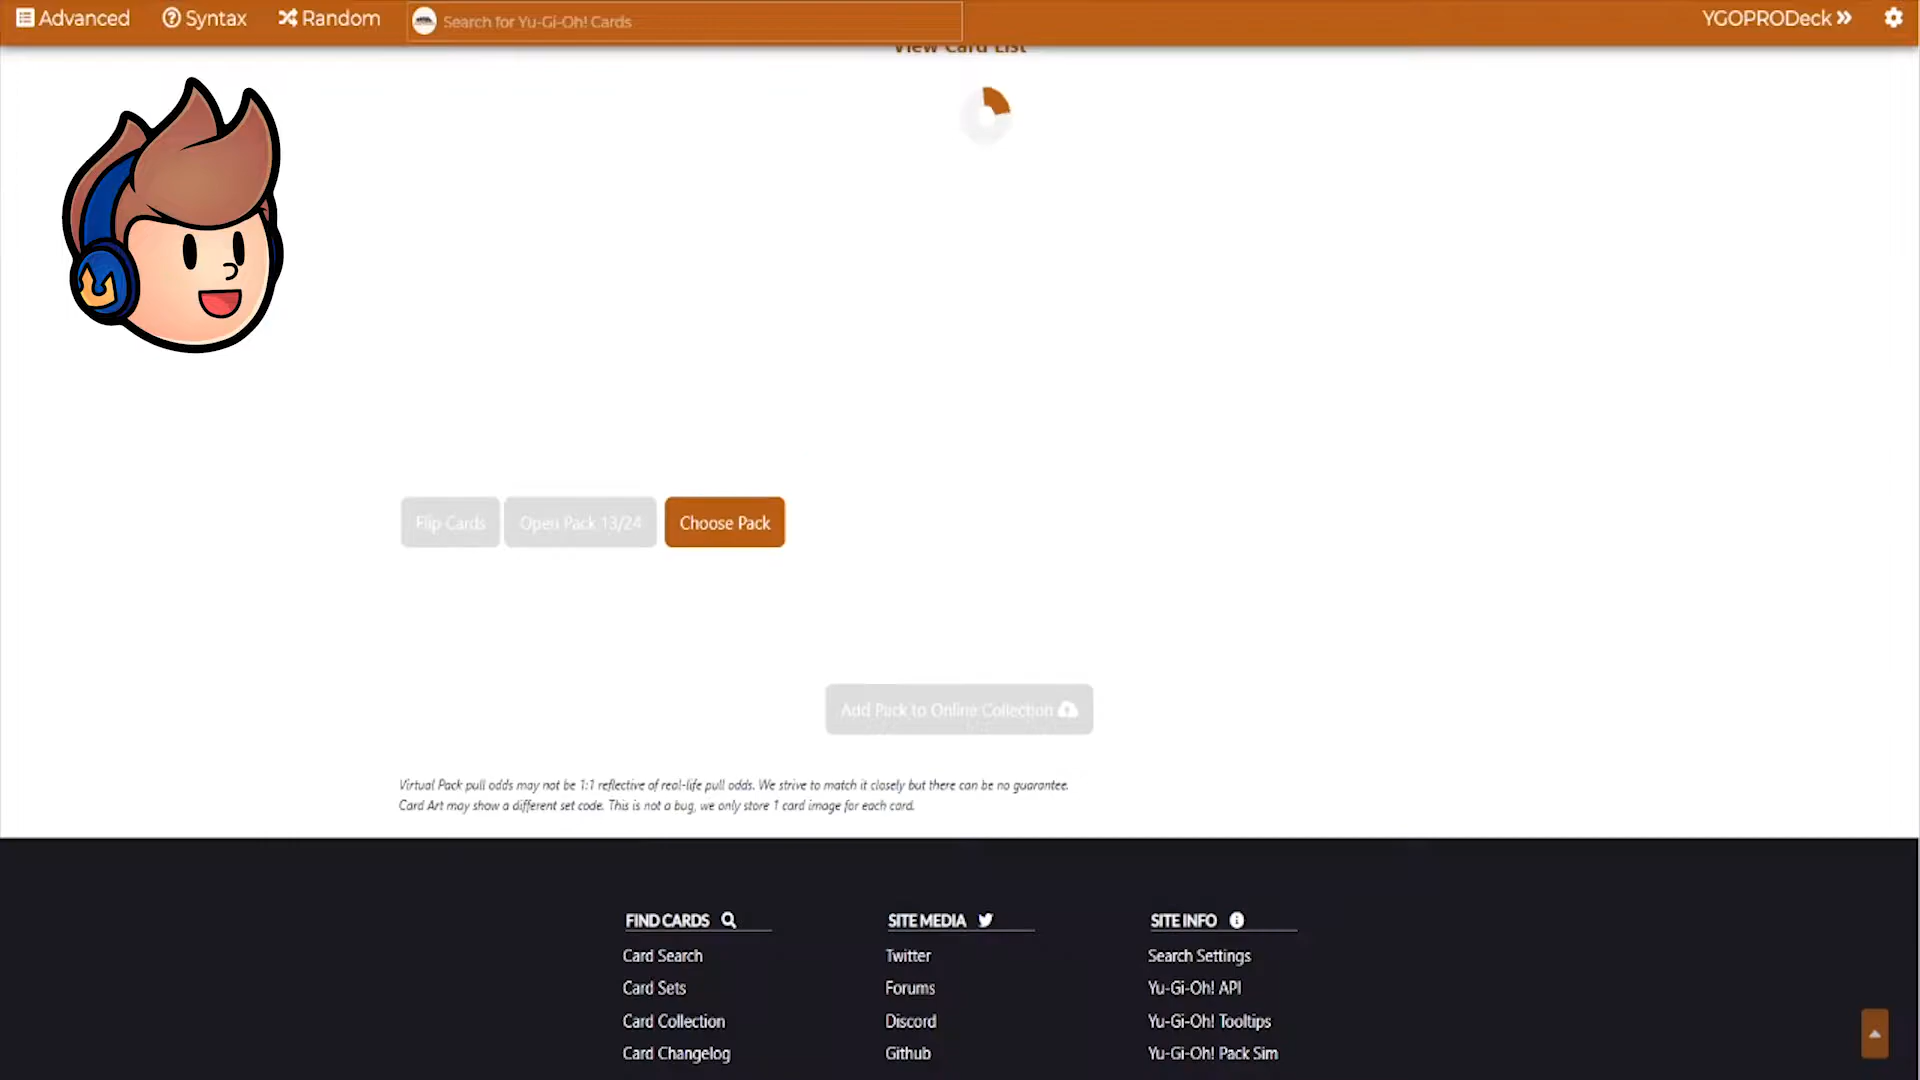 Advanced
Syntax
Random
Search for Yu-Gi-Oh! Cards
YGOPRODeck
View Card List
Flip Cards
Open Pack 13/24
Choose Pack
Add Pack to Online Collection
Virtual Pack pull odds may not be 1:1 reflective of real-life pull odds. We strive to match it closely but there can be no guarantee.
Card Art may show a different set code. This is not a bug, we only store 1 card image for each card.
FIND CARDS
Card Search
Card Sets
Card Collection
Card Changelog
SITE MEDIA
Twitter
Forums
Discord
Github
SITE INFO
Search Settings
Yu-Gi-Oh! API
Yu-Gi-Oh! Tooltips
Yu-Gi-Oh! Pack Sim